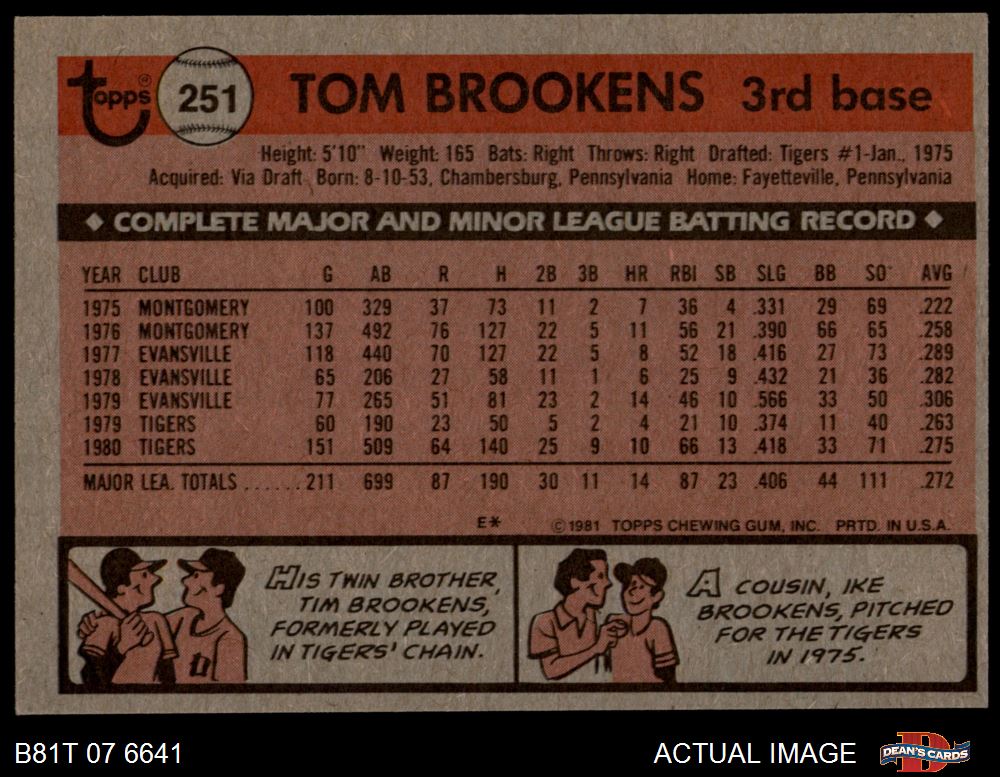 Topps® 251 TOM BROOKENS 3rd base
Height: 5'10" Weight: 165 Bats: Right Throws: Right Drafted: Tigers #1-Jan., 1975
Acquired: Via Draft Born: 8-10-53, Chambersburg, Pennsylvania Home: Fayetteville, Pennsylvania
◆ COMPLETE MAJOR AND MINOR LEAGUE BATTING RECORD ◆
YEAR CLUB G AB R H 2B 3B HR RBI SB SLG BB SO AVG
1975 MONTGOMERY 100 329 37 73 11 2 7 36 4 .331 29 69 .222
1976 MONTGOMERY 137 492 76 127 22 5 11 56 21 .390 66 65 .258
1977 EVANSVILLE 118 440 70 127 22 5 8 52 18 .416 27 73 .289
1978 EVANSVILLE 65 206 27 58 11 1 6 25 9 .432 21 36 .282
1979 EVANSVILLE 77 265 51 81 23 2 14 46 10 .566 33 50 .306
1979 TIGERS 60 190 23 50 5 2 4 21 10 .374 11 40 .263
1980 TIGERS 151 509 64 140 25 9 10 66 13 .418 33 71 .275
MAJOR LEA. TOTALS ......211 699 87 190 30 11 14 87 23 .406 44 111 .272
E* ©1981 TOPPS CHEWING GUM, INC. PRTD. IN U.S.A.
HIS TWIN BROTHER,
TIM BROOKENS,
FORMERLY PLAYED
IN TIGERS' CHAIN.
A COUSIN, IKE
BROOKENS, PITCHED
FOR THE TIGERS
IN 1975.
B81T 07 6641 ACTUAL IMAGE DEAN'S CARDS